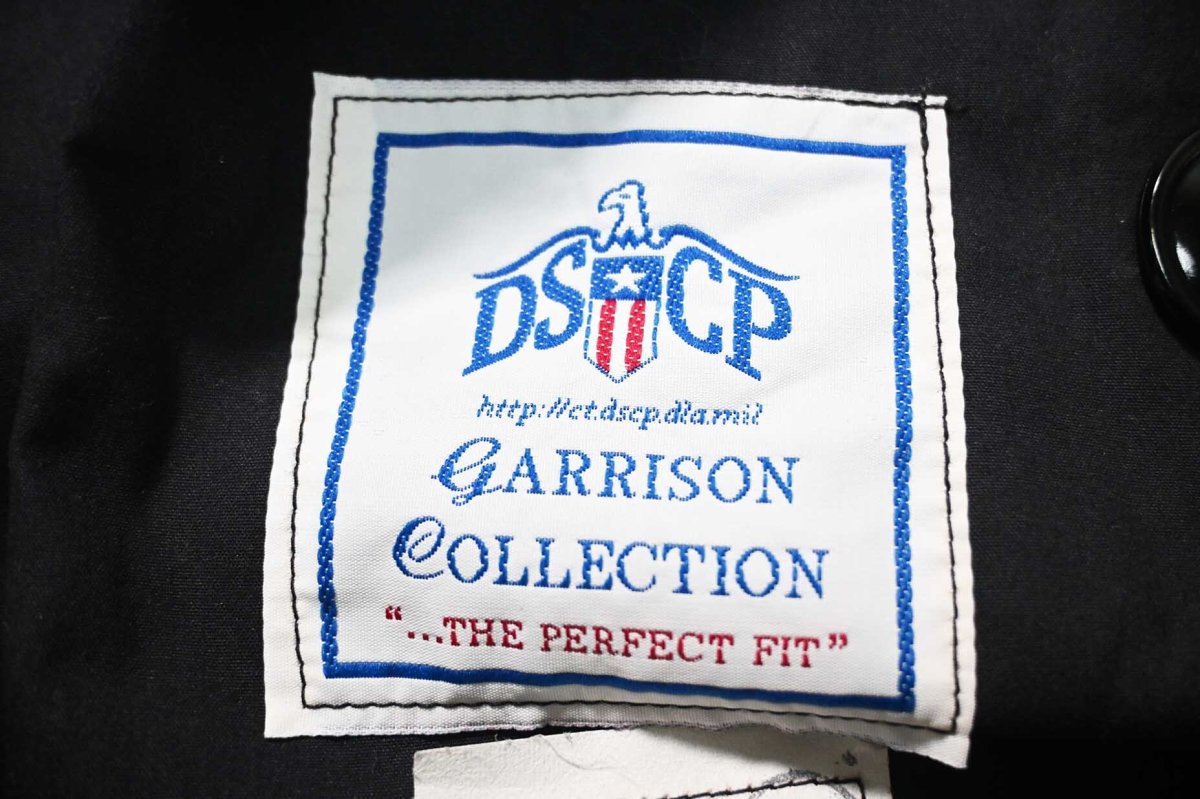 DSCP
http://ct.dscp.dla.mil
GARRISON
COLLECTION
"...THE PERFECT FIT"